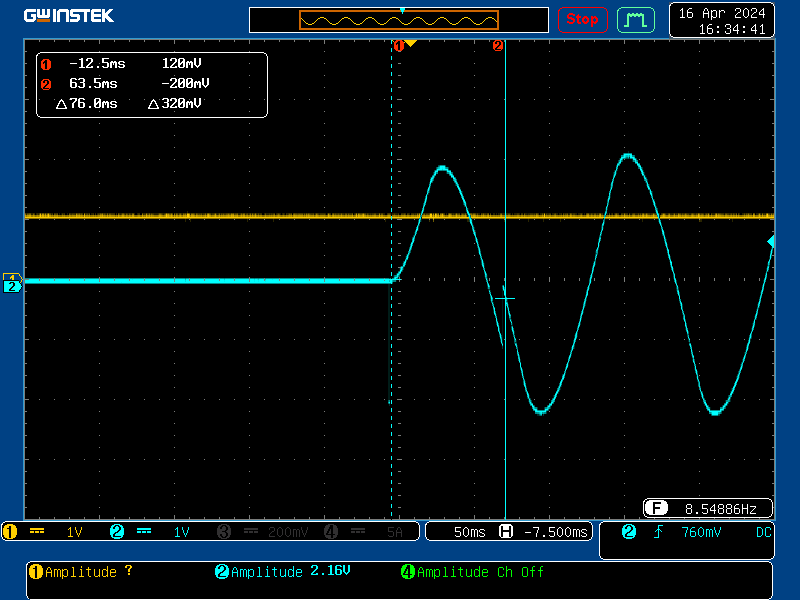 GWINSTEK
Stop
16 Apr 2024
16:34:41
1 2
1 -12.5ms 120mV
2 63.5ms -200mV
△76.0ms △320mV
1
2
F 8.54886Hz
1 1V 2 1V 3 200mV 4 5A
50ms H -7.500ms
2 760mV DC
1 Amplitude ?
2 Amplitude 2.16V
4 Amplitude Ch Off